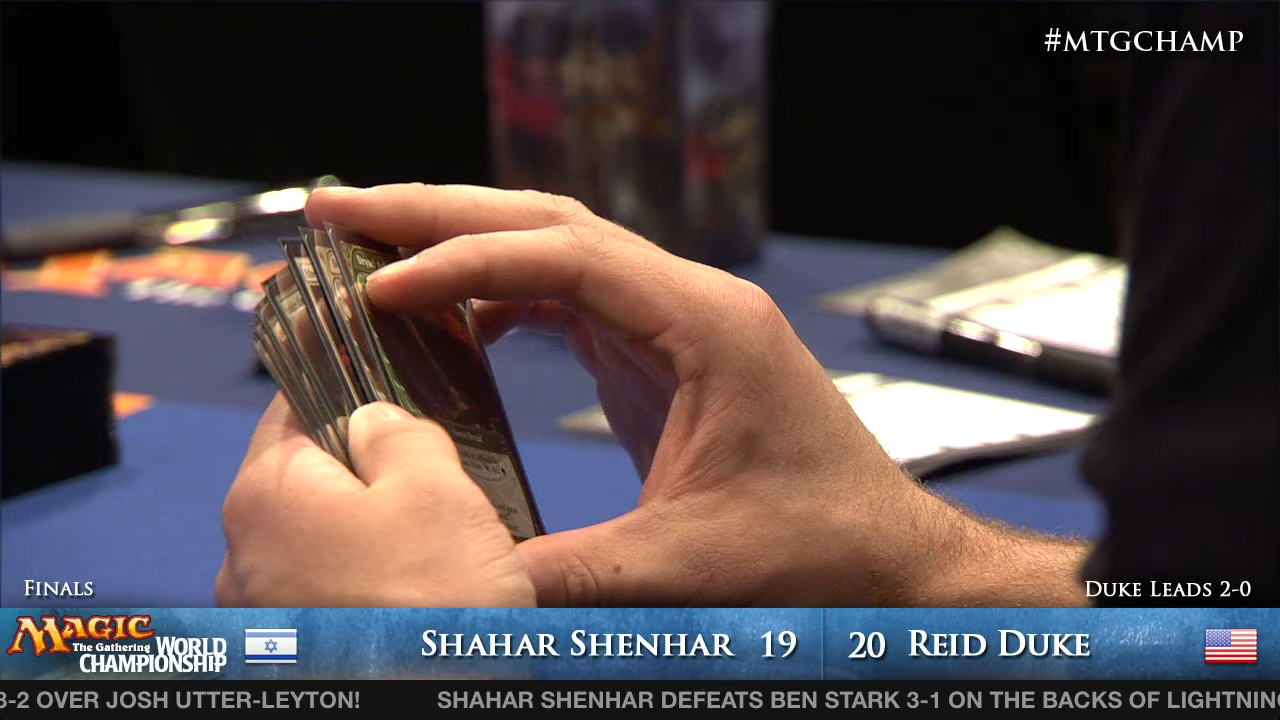 #MTGCHAMP
FINALS
DUKE LEADS 2-0
MAGIC
The Gathering
WORLD
CHAMPIONSHIP
SHAHAR SHENHAR 19
20 REID DUKE
3-2 OVER JOSH UTTER-LEYTON! SHAHAR SHENHAR DEFEATS BEN STARK 3-1 ON THE BACKS OF LIGHTNIN